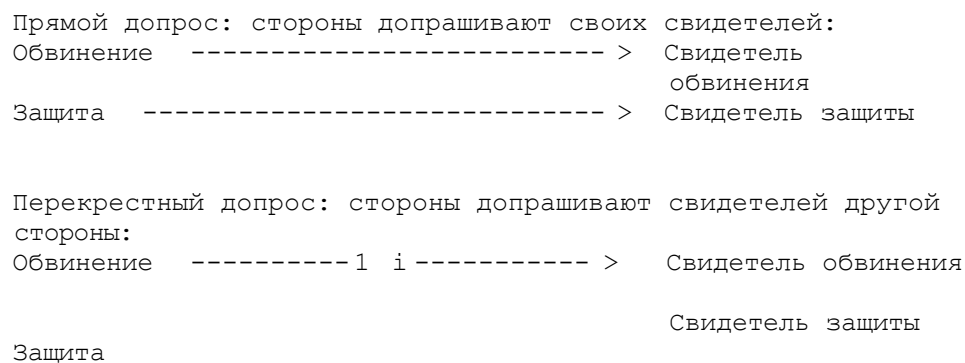 Прямой допрос: стороны допрашивают своих свидетелей:
Обвинение -------------------------- > Свидетель
обвинения
Защита ----------------------------- > Свидетель защиты
Перекрестный допрос: стороны допрашивают свидетелей другой
стороны:
Обвинение ----------1 i----------- > Свидетель обвинения
Свидетель защиты
Защита